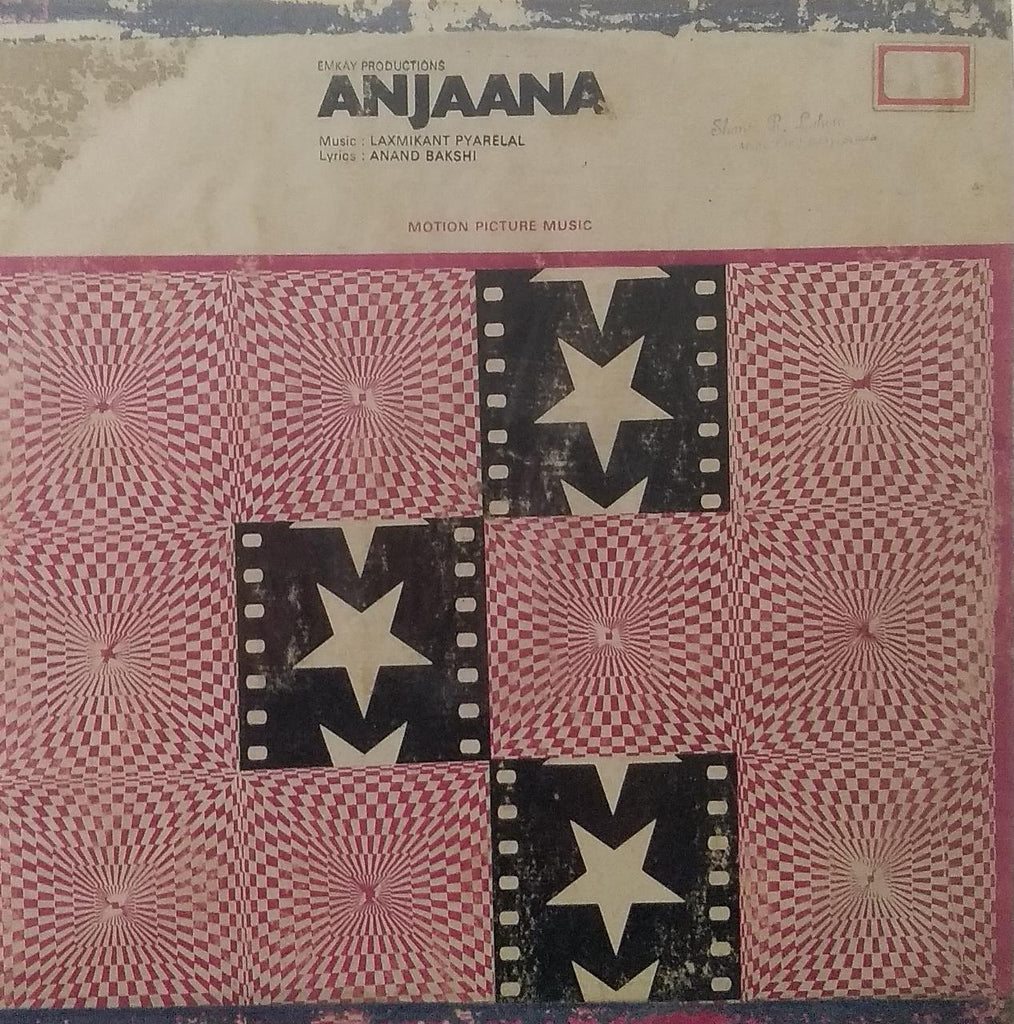 EMKAY PRODUCTIONS
ANJAANA
Music : LAXMIKANT PYARELAL
Lyrics : ANAND BAKSHI
MOTION PICTURE MUSIC